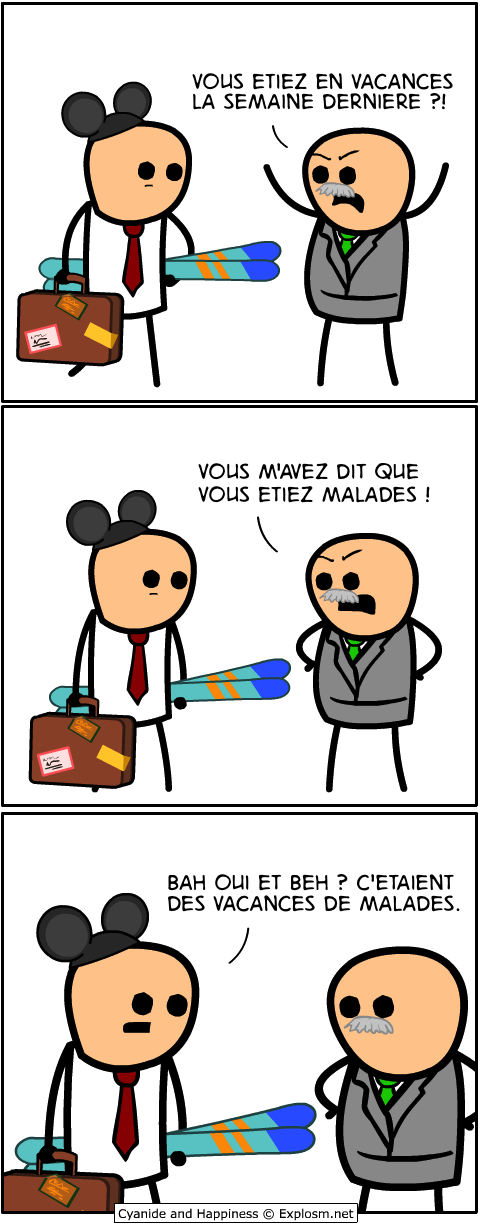 VOUS ETIEZ EN VACANCES
LA SEMAINE DERNIERE ?!
VOUS M'AVEZ DIT QUE
VOUS ETIEZ MALADES !
BAH OUI ET BEH ? C'ETAIENT
DES VACANCES DE MALADES.
Cyanide and Happiness © Explosm.net